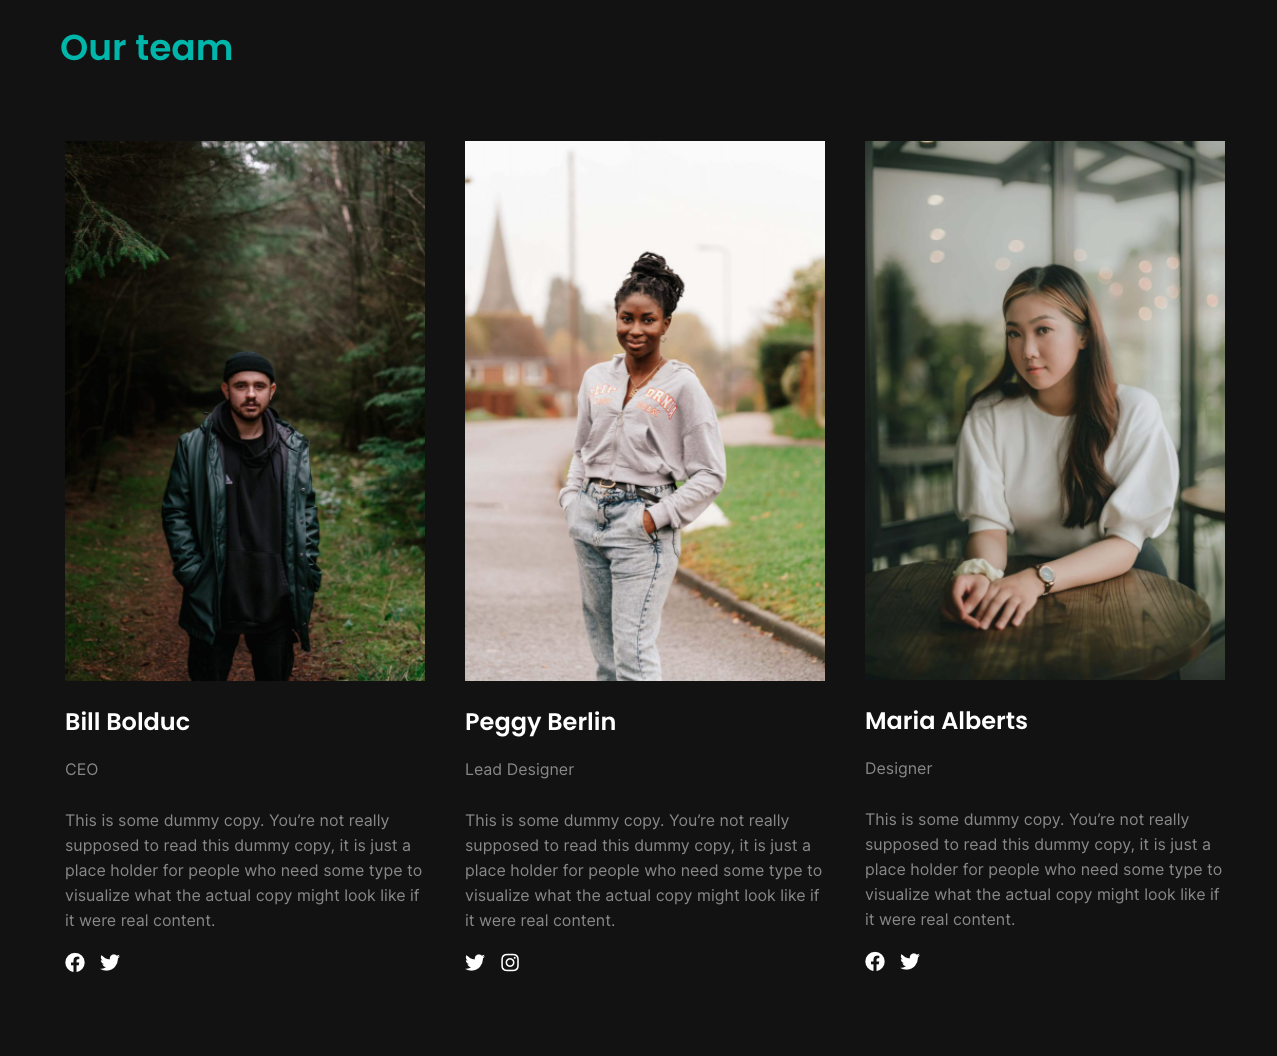 Our team
Bill Bolduc
CEO
This is some dummy copy. You’re not really
supposed to read this dummy copy, it is just a
place holder for people who need some type to
visualize what the actual copy might look like if
it were real content.
Peggy Berlin
Lead Designer
This is some dummy copy. You’re not really
supposed to read this dummy copy, it is just a
place holder for people who need some type to
visualize what the actual copy might look like if
it were real content.
Maria Alberts
Designer
This is some dummy copy. You’re not really
supposed to read this dummy copy, it is just a
place holder for people who need some type to
visualize what the actual copy might look like if
it were real content.